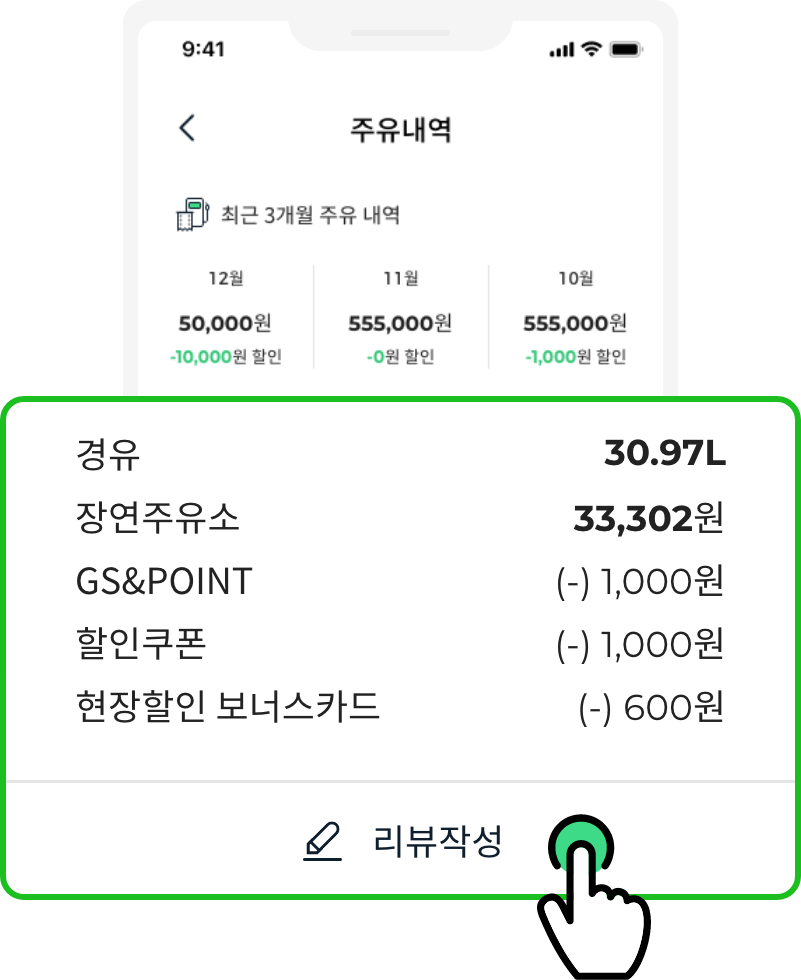 9:41
주유내역
최근 3개월 주유 내역
12월 11월 10월
50,000원 555,000원 555,000원
-10,000원 할인 -0원 할인 -1,000원 할인
경유 30.97L
장연주유소 33,302원
GS&POINT (-) 1,000원
할인쿠폰 (-) 1,000원
현장할인 보너스카드 (-) 600원
리뷰작성